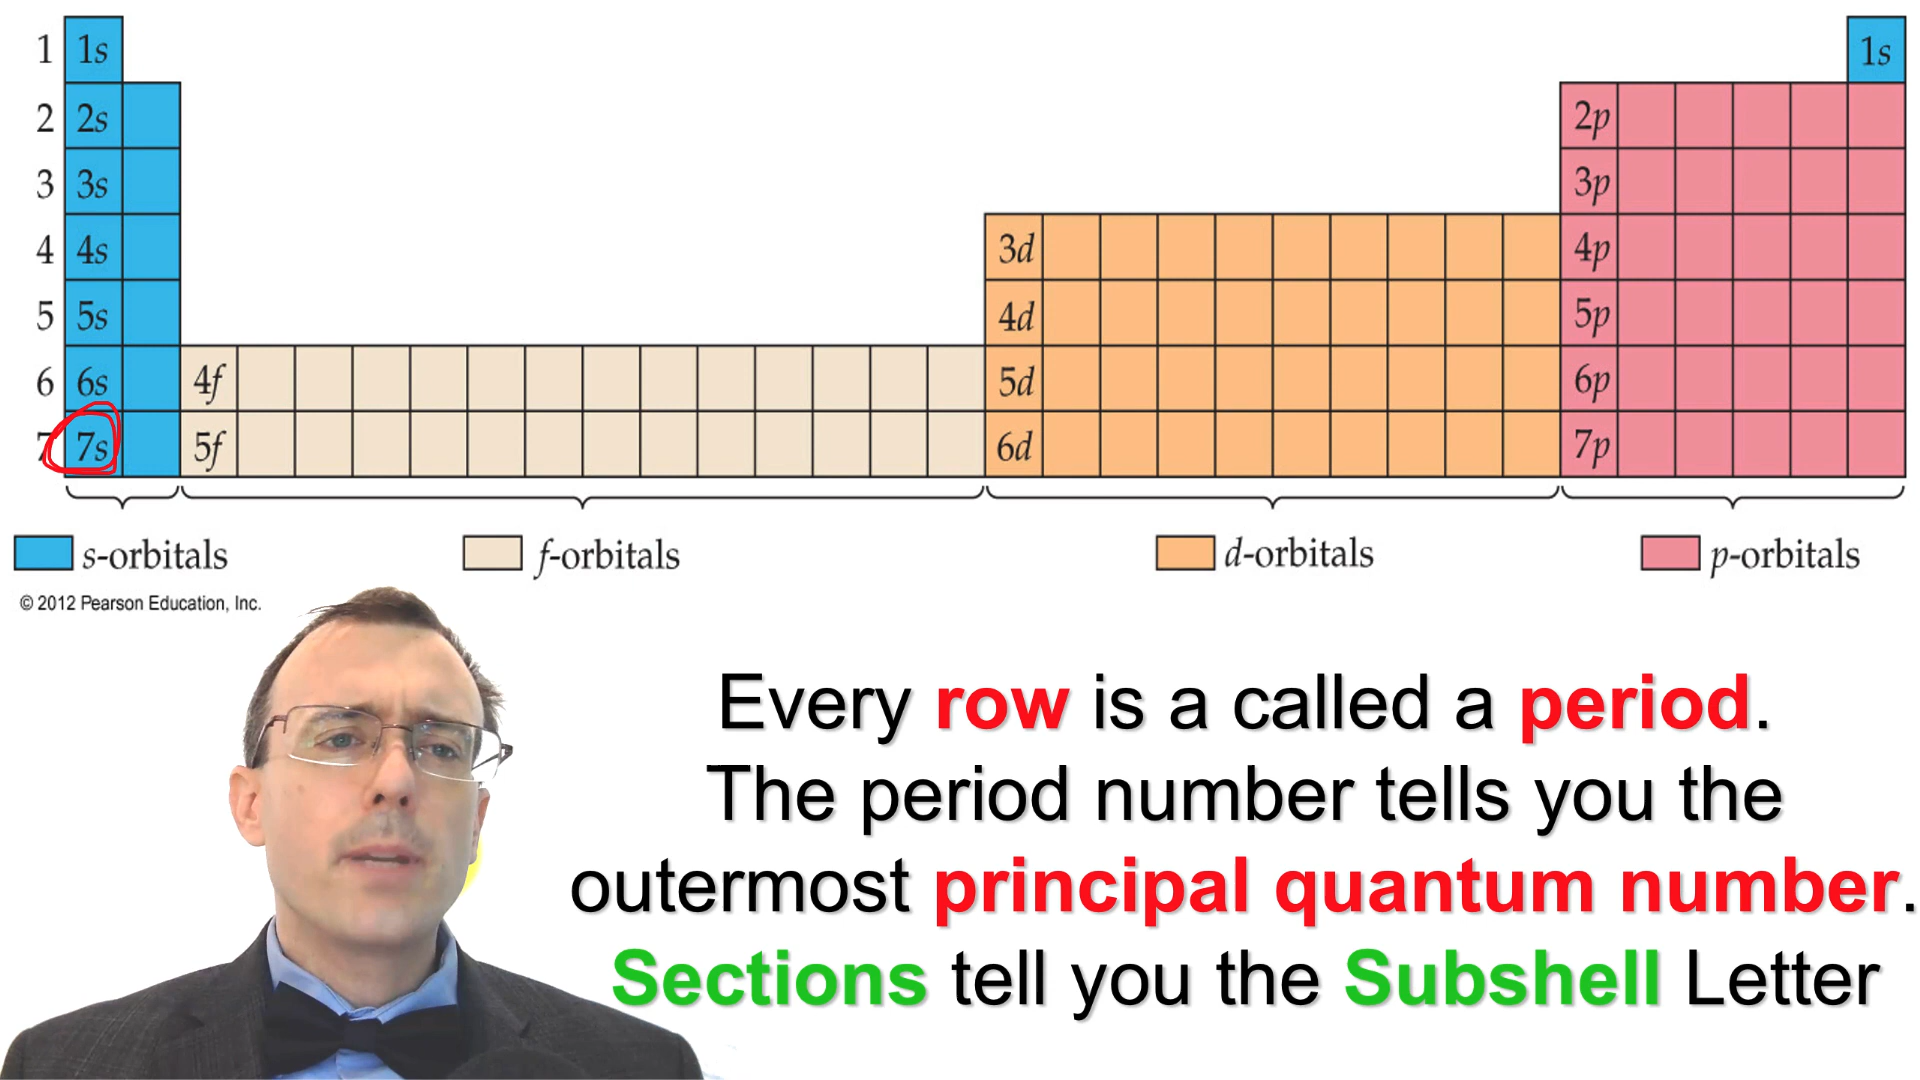 1 1s 1s
2 2s 2p
3 3s 3p
4 4s 3d 4p
5 5s 4d 5p
6 6s 4f 5d 6p
7 7s 5f 6d 7p
s-orbitals f-orbitals d-orbitals p-orbitals
© 2012 Pearson Education, Inc.
Every row is a called a period.
The period number tells you the
outermost principal quantum number.
Sections tell you the Subshell Letter